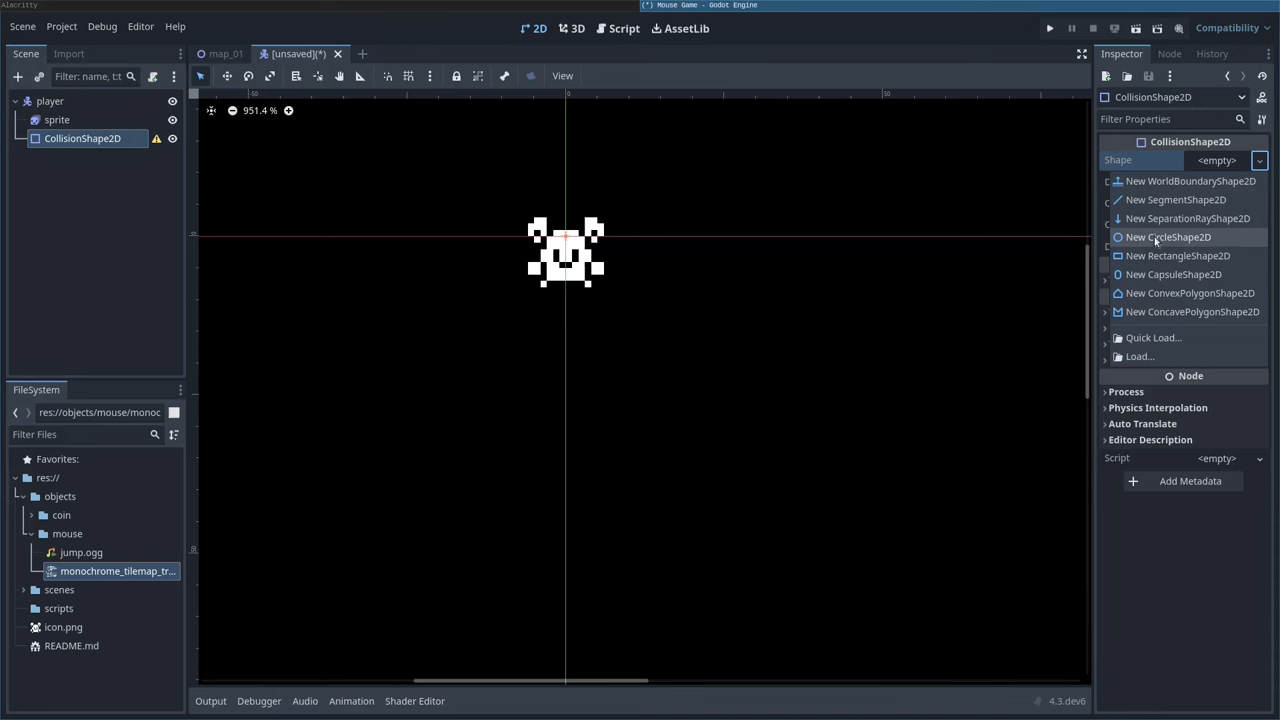 Alacritty
(*) Mouse Game - Godot Engine
Scene Project Debug Editor Help
2D 3D Script AssetLib
Compatibility
Scene Import
map_01 [unsaved](*)
Inspector Node History
Filter: name, t:t
View
CollisionShape2D
Filter Properties
player
sprite
CollisionShape2D
-50 0 50
951.4 %
CollisionShape2D
Shape <empty>
New WorldBoundaryShape2D
New SegmentShape2D
New SeparationRayShape2D
New CircleShape2D
New RectangleShape2D
New CapsuleShape2D
New ConvexPolygonShape2D
New ConcavePolygonShape2D
Quick Load...
Load...
Node
Process
Physics Interpolation
Auto Translate
Editor Description
Script <empty>
Add Metadata
0
50
FileSystem
res://objects/mouse/monoc
Filter Files
Favorites:
res://
objects
coin
mouse
jump.ogg
monochrome_tilemap_tr...
scenes
scripts
icon.png
README.md
Output Debugger Audio Animation Shader Editor
4.3.dev6